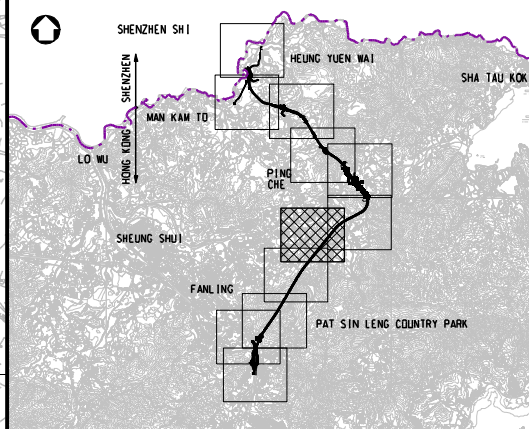 SHENZHEN SHI
HEUNG YUEN WAI
SHA TAU KOK
SHENZHEN
HONG KONG
MAN KAM TO
LO WU
PING
CHE
SHEUNG SHUI
FANLING
PAT SIN LENG COUNTRY PARK